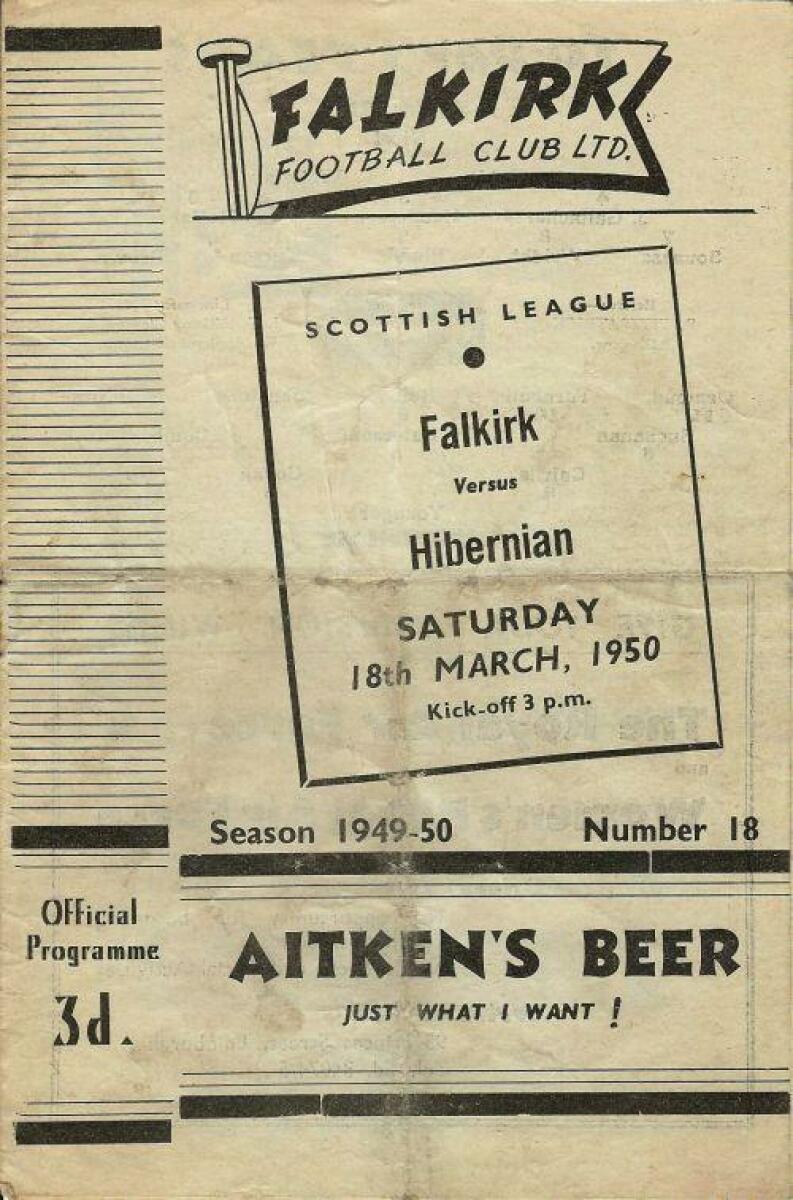 FALKIRK
FOOTBALL CLUB LTD.
SCOTTISH LEAGUE
Falkirk
Versus
Hibernian
SATURDAY
18th MARCH, 1950
Kick-off 3 p.m.
Season 1949-50 Number 18
Official
Programme
3d.
AITKEN'S BEER
JUST WHAT I WANT !